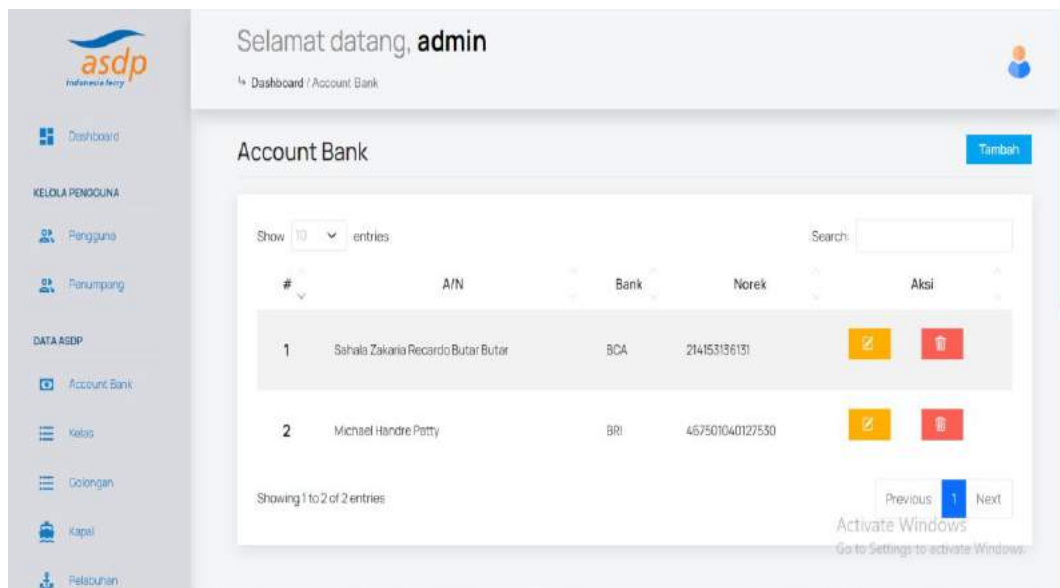 asdp
Indonesia ferry
Selamat datang, admin
Dashboard / Account Bank
Dashboard
KELOLA PENGGUNA
Pengguna
Penumpang
DATA ASDP
Account Bank
Kelas
Golongan
Kapal
Pelabuhan
Account Bank
Tambah
Show 10 entries
Search:
# A/N Bank Norek Aksi
1 Sahala Zakaria Recardo Butar Butar BCA 214153136131
2 Michael Handre Patty BRI 467501040127530
Showing 1 to 2 of 2 entries
Previous 1 Next
Activate Windows
Go to Settings to activate Windows.